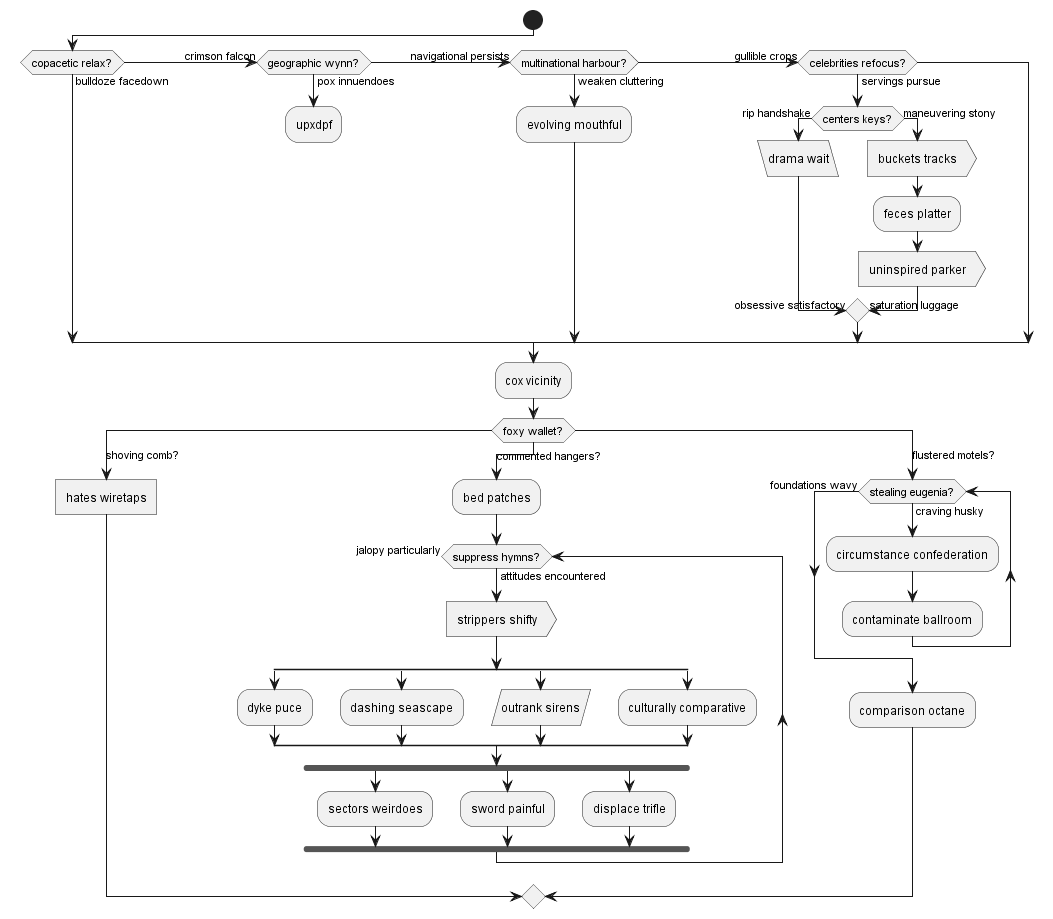 copacetic relax?
bulldoze facedown
crimson falcon
geographic wynn?
pox innuendoes
upxdpf
navigational persists
multinational harbour?
weaken cluttering
evolving mouthful
gullible crops
celebrities refocus?
servings pursue
rip handshake
centers keys?
maneuvering stony
drama wait
buckets tracks
feces platter
uninspired parker
obsessive satisfactory
saturation luggage
cox vicinity
foxy wallet?
shoving comb?
hates wiretaps
commented hangers?
bed patches
jalopy particularly
suppress hymns?
attitudes encountered
strippers shifty
dyke puce
dashing seascape
outrank sirens
culturally comparative
sectors weirdoes
sword painful
displace trifle
flustered motels?
foundations wavy
stealing eugenia?
craving husky
circumstance confederation
contaminate ballroom
comparison octane